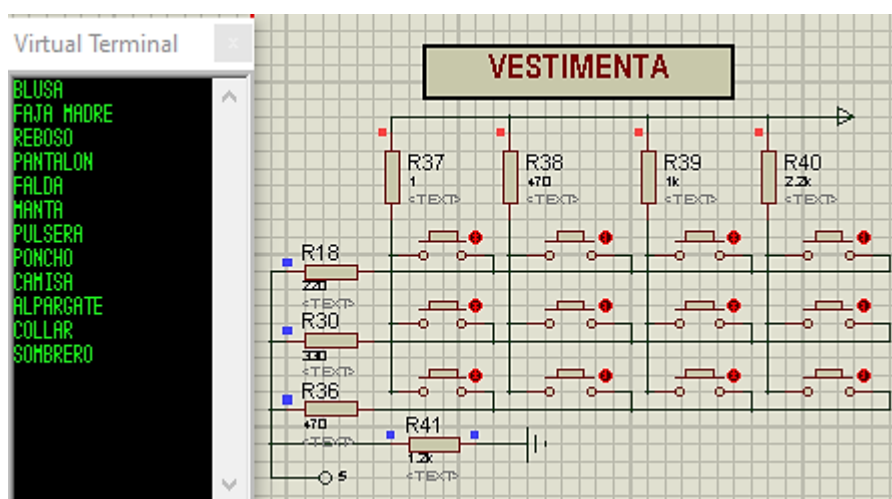 Virtual Terminal
BLUSA
FAJA MADRE
REBOSO
PANTALON
FALDA
MANTA
PULSERA
PONCHO
CAMISA
ALPARGATE
COLLAR
SOMBRERO
VESTIMENTA
R37
1
<TEXT>
R38
470
<TEXT>
R39
1k
<TEXT>
R40
2.2k
<TEXT>
R18
220
<TEXT>
R30
330
<TEXT>
R36
470
<TEXT>
R41
1.2k
<TEXT>
5